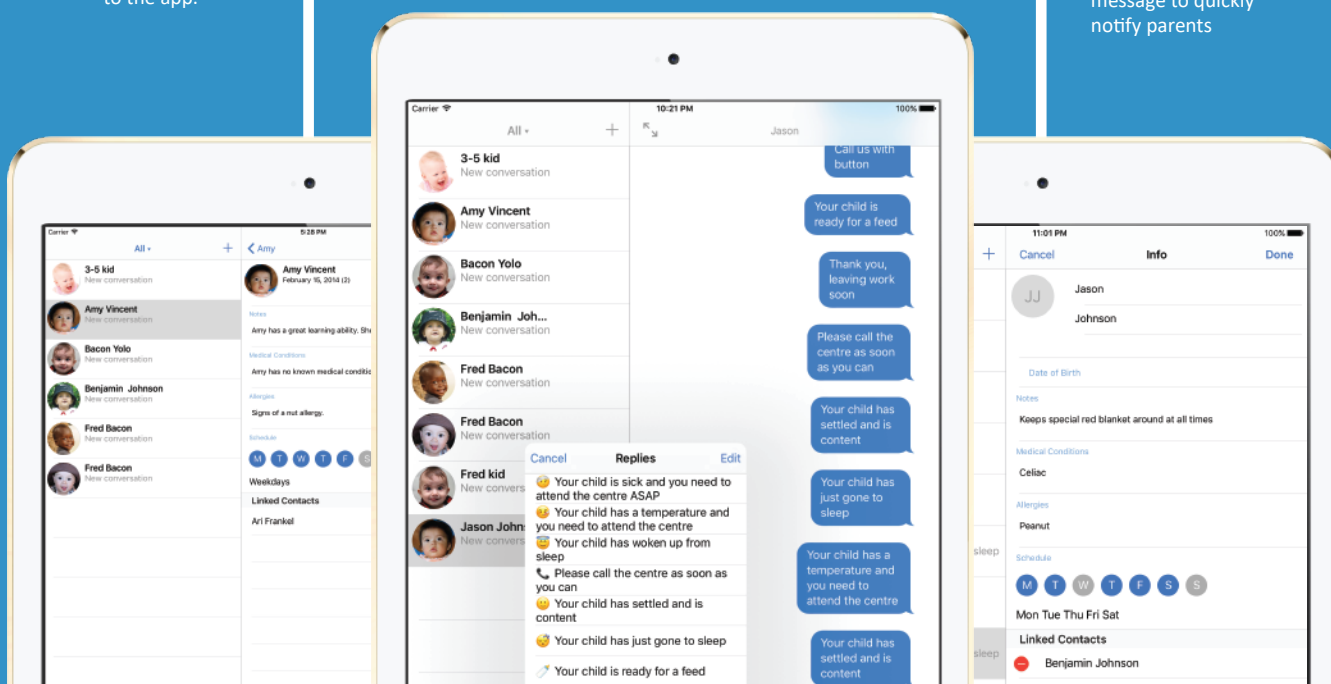 to the app.
message to quickly
notify parents
Carrier
5:28 PM
All
+
Amy
3-5 kid
New conversation
Amy Vincent
New conversation
Bacon Yolo
New conversation
Benjamin Johnson
New conversation
Fred Bacon
New conversation
Fred Bacon
New conversation
Amy Vincent
February 16, 2014 (2)
Notes
Amy has a great learning ability. She
Medical Conditions
Amy has no known medical conditio
Allergies
Signs of a nut allergy.
Schedule
M T W T F S
Weekdays
Linked Contacts
Ari Frankel
Carrier
10:21 PM
100%
All
+
Jason
3-5 kid
New conversation
Amy Vincent
New conversation
Bacon Yolo
New conversation
Benjamin Joh...
New conversation
Fred Bacon
New conversation
Fred Bacon
New conversation
Fred kid
New convers
Jason John
New convers
Call us with
button
Your child is
ready for a feed
Thank you,
leaving work
soon
Please call the
centre as soon
as you can
Your child has
settled and is
content
Your child has
just gone to
sleep
Your child has a
temperature and
you need to
attend the centre
Your child has
settled and is
content
Cancel
Replies
Edit
🤒 Your child is sick and you need to
attend the centre ASAP
🤒 Your child has a temperature and
you need to attend the centre
😇 Your child has woken up from
sleep
📞 Please call the centre as soon as
you can
🙂 Your child has settled and is
content
😴 Your child has just gone to sleep
🍼 Your child is ready for a feed
11:01 PM
100%
+
Cancel
Info
Done
JJ
Jason
Johnson
Date of Birth
Notes
Keeps special red blanket around at all times
Medical Conditions
Celiac
Allergies
Peanut
sleep
Schedule
M T W T F S S
Mon Tue Thu Fri Sat
Linked Contacts
sleep
Benjamin Johnson